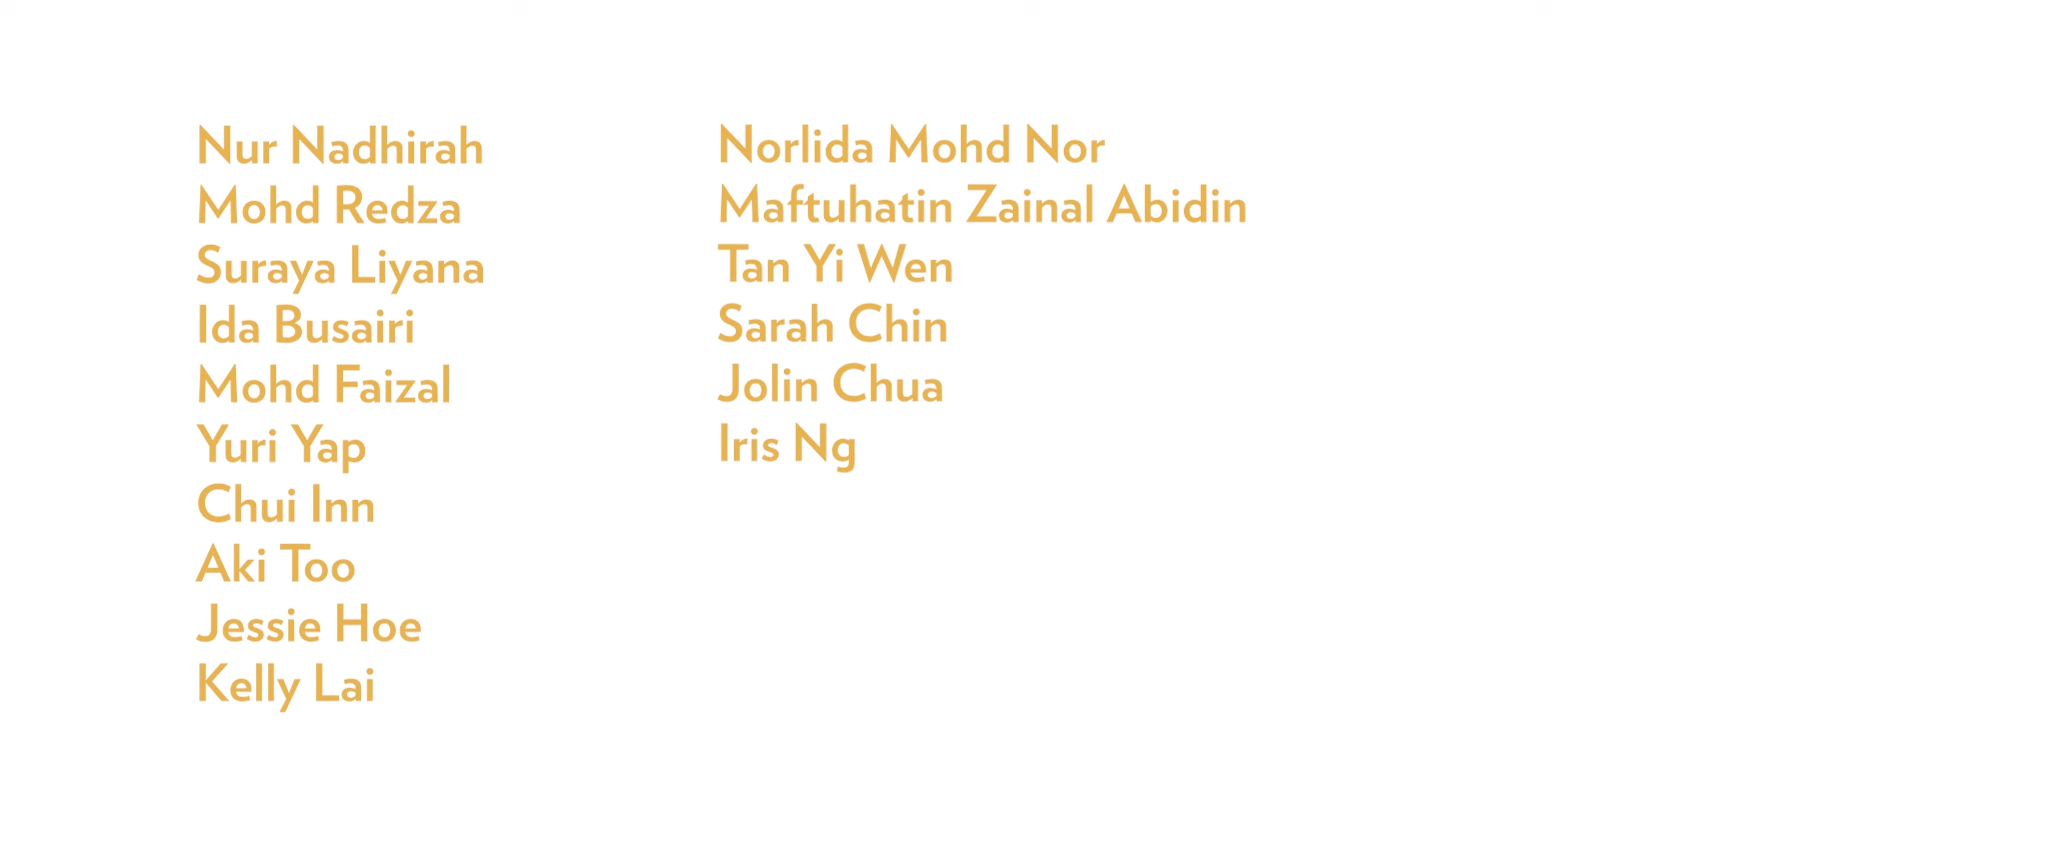 Nur Nadhirah
Mohd Redza
Suraya Liyana
Ida Busairi
Mohd Faizal
Yuri Yap
Chui Inn
Aki Too
Jessie Hoe
Kelly Lai
Norlida Mohd Nor
Maftuhatin Zainal Abidin
Tan Yi Wen
Sarah Chin
Jolin Chua
Iris Ng